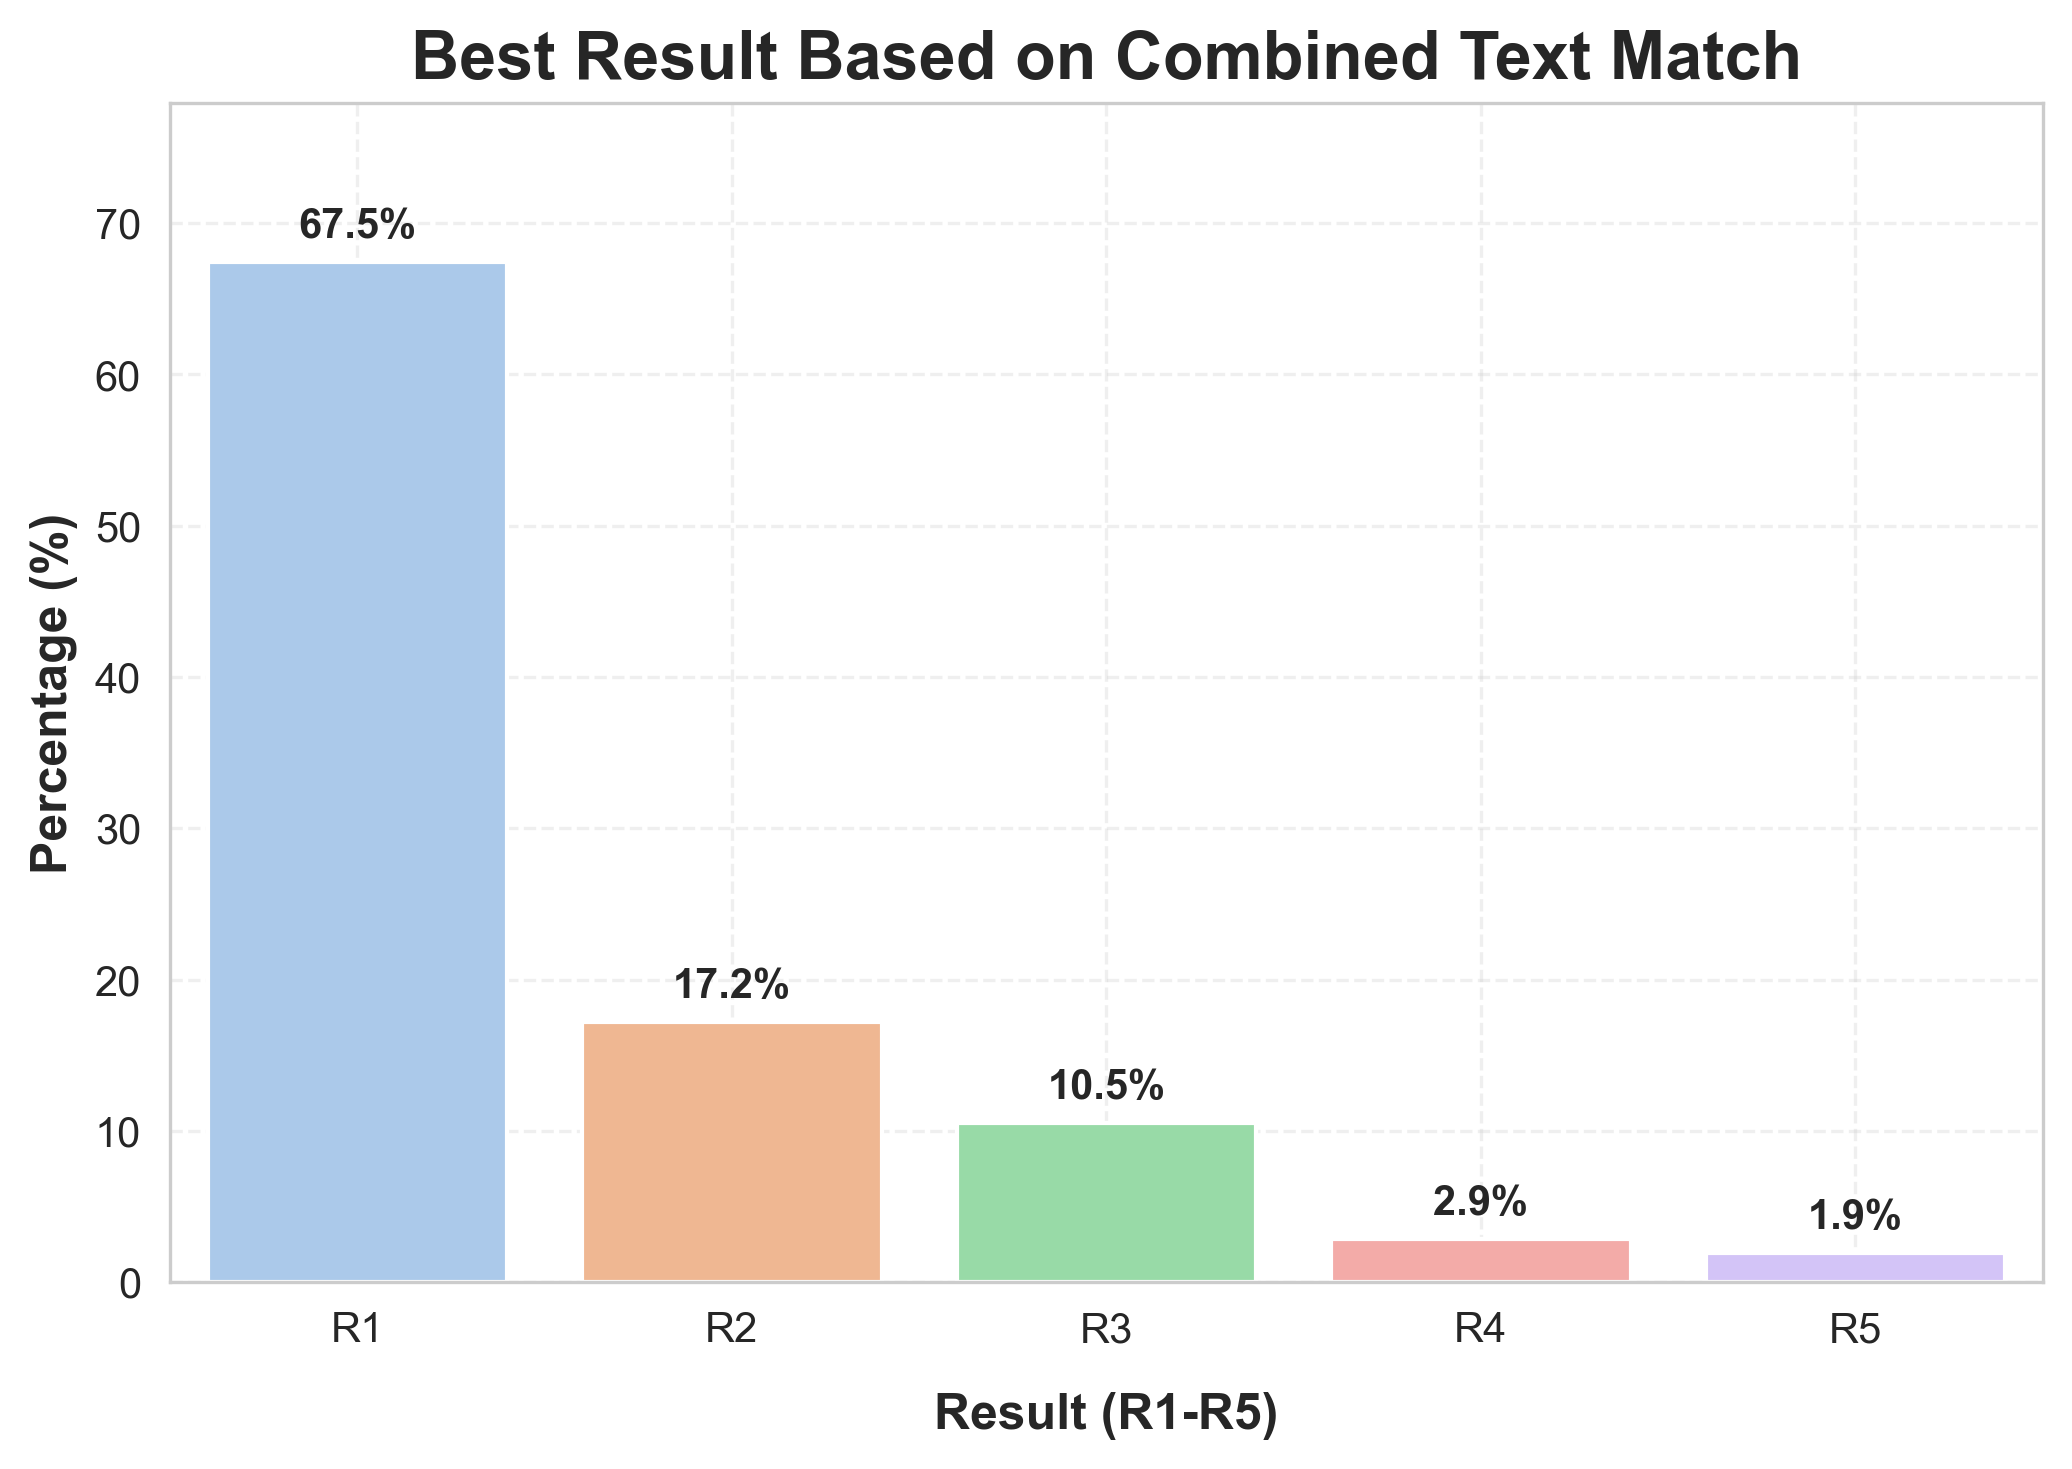 Best Result Based on Combined Text Match
Percentage (%)
70
60
50
40
30
20
10
0
67.5%
17.2%
10.5%
2.9%
1.9%
R1
R2
R3
R4
R5
Result (R1-R5)